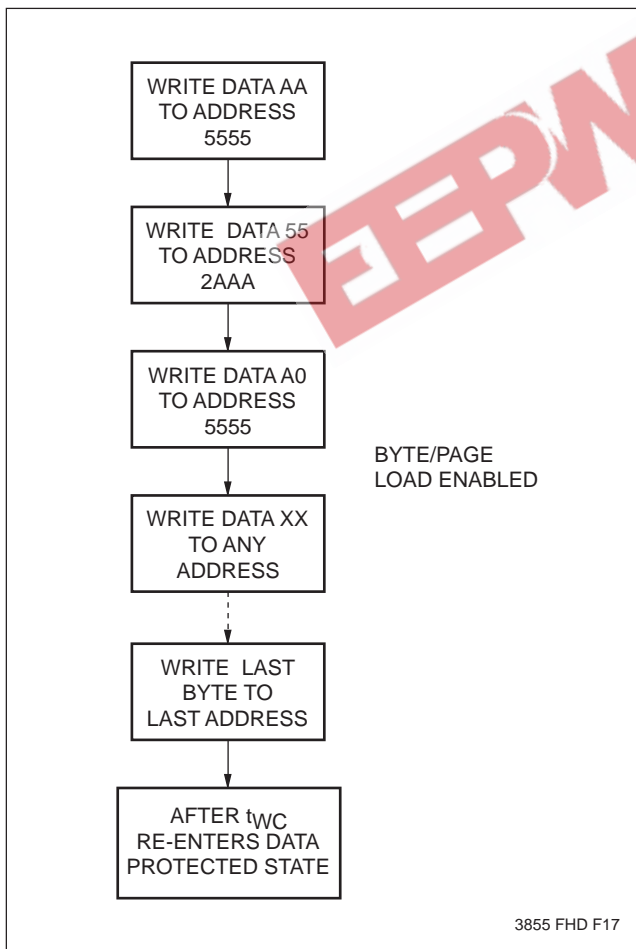 WRITE DATA AA
TO ADDRESS
5555
WRITE DATA 55
TO ADDRESS
2AAA
WRITE DATA A0
TO ADDRESS
5555
BYTE/PAGE
LOAD ENABLED
WRITE DATA XX
TO ANY
ADDRESS
WRITE LAST
BYTE TO
LAST ADDRESS
AFTER tWC
RE-ENTERS DATA
PROTECTED STATE
3855 FHD F17
EEPW